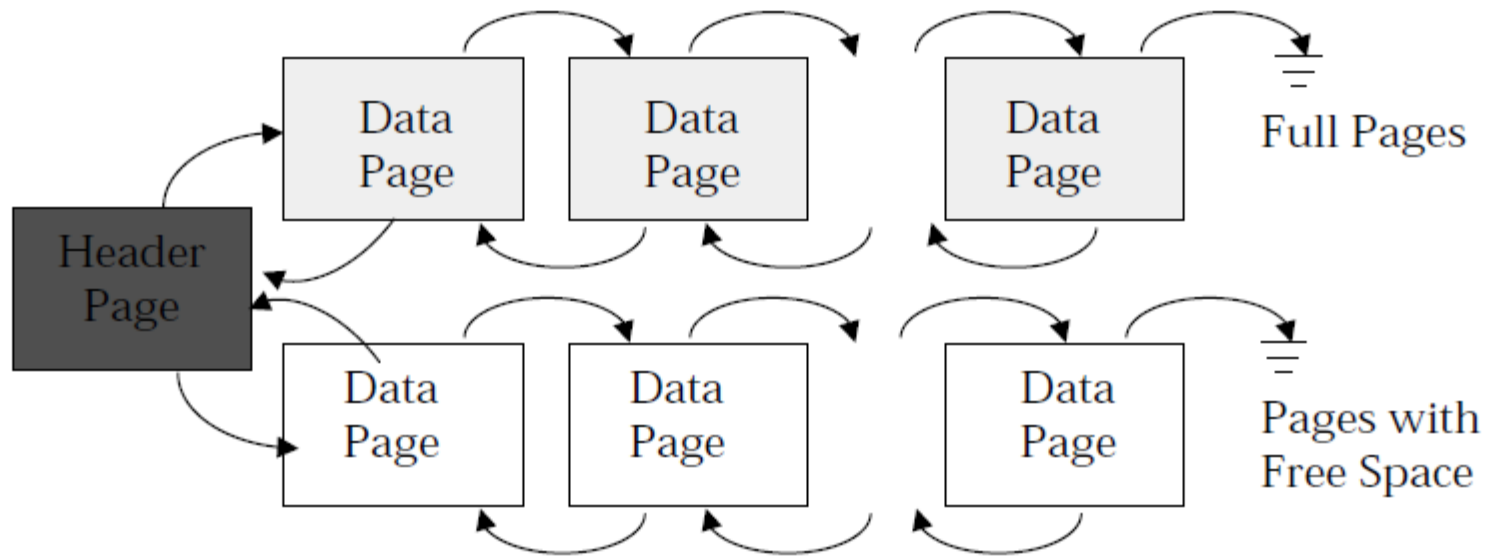 Data
Page
Data
Page
Data
Page
Full Pages
Header
Page
Data
Page
Data
Page
Data
Page
Pages with
Free Space